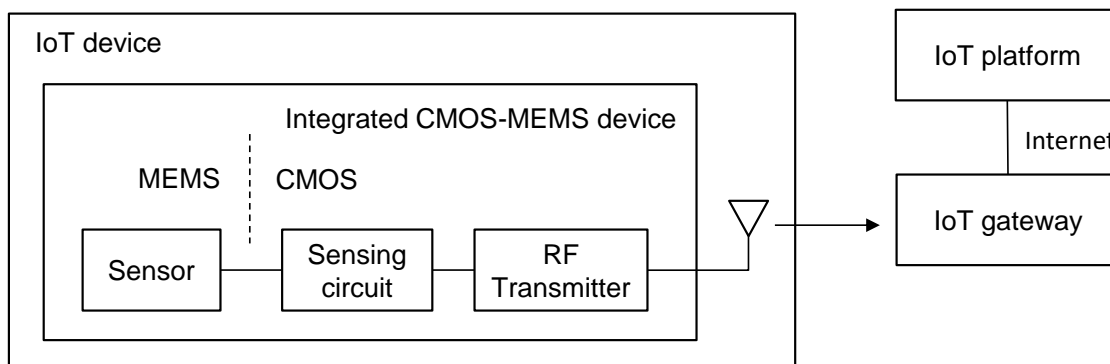 IoT device
Integrated CMOS-MEMS device
MEMS
CMOS
Sensor
Sensing
circuit
RF
Transmitter
IoT platform
Internet
IoT gateway